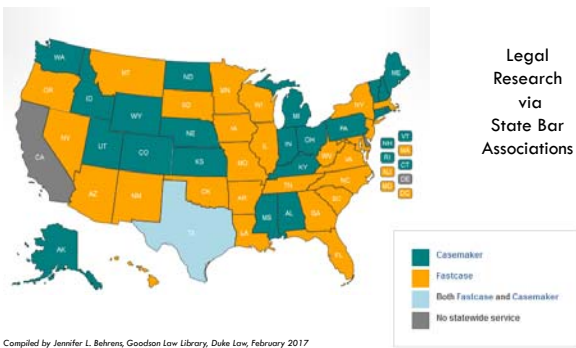 Legal
Research
via
State Bar
Associations
WA
MT
ND
MN
OR
ID
SD
WI
MI
NY
ME
WY
NV
UT
CO
NE
IA
IL
IN
OH
PA
CA
KS
MO
KY
WV
VA
AZ
NM
OK
AR
TN
NC
SC
TX
LA
MS
AL
GA
FL
AK
HI
VT
NH
MA
RI
CT
NJ
DE
MD
DC
Casemaker
Fastcase
Both Fastcase and Casemaker
No statewide service
Compiled by Jennifer L. Behrens, Goodson Law Library, Duke Law, February 2017